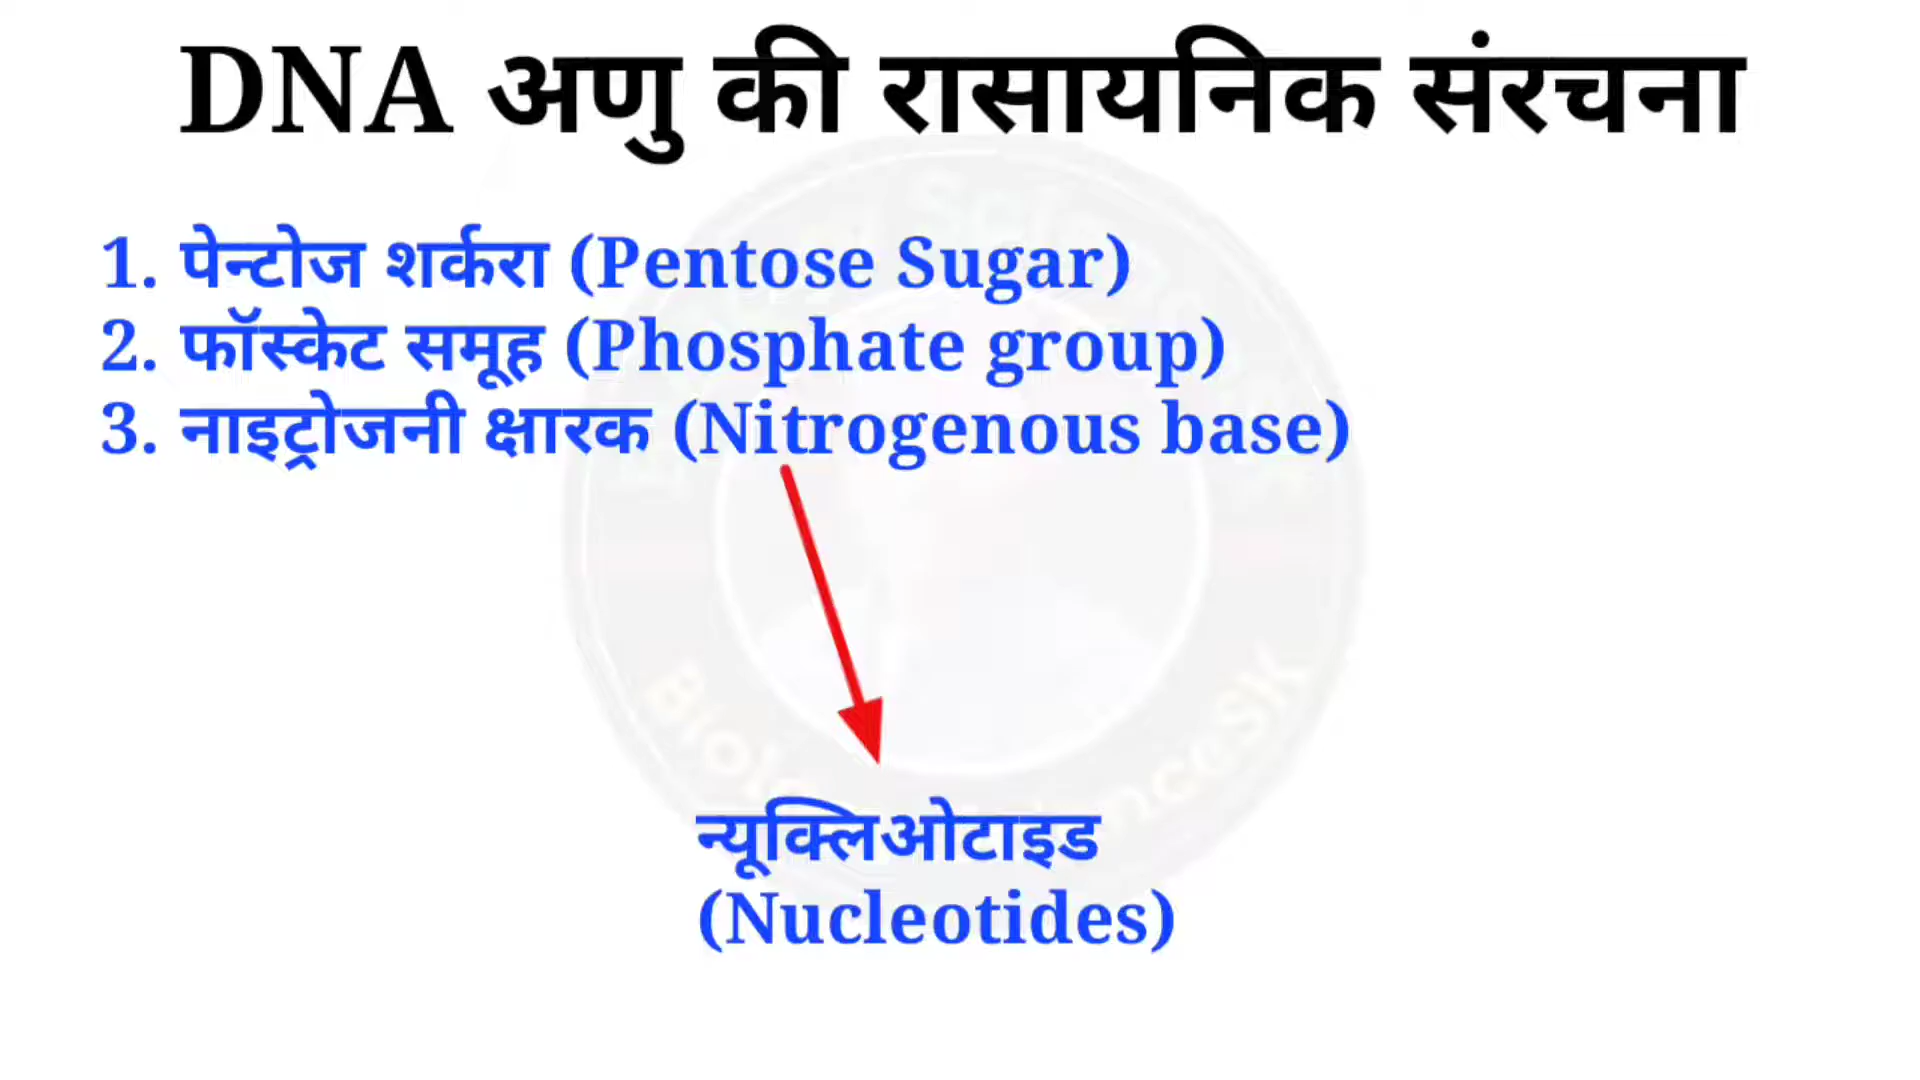 DNA अणु की रासायनिक संरचना
1. पेन्टोज शर्करा (Pentose Sugar)
2. फॉस्केट समूह (Phosphate group)
3. नाइट्रोजनी क्षारक (Nitrogenous base)
न्यूक्लिओटाइड
(Nucleotides)